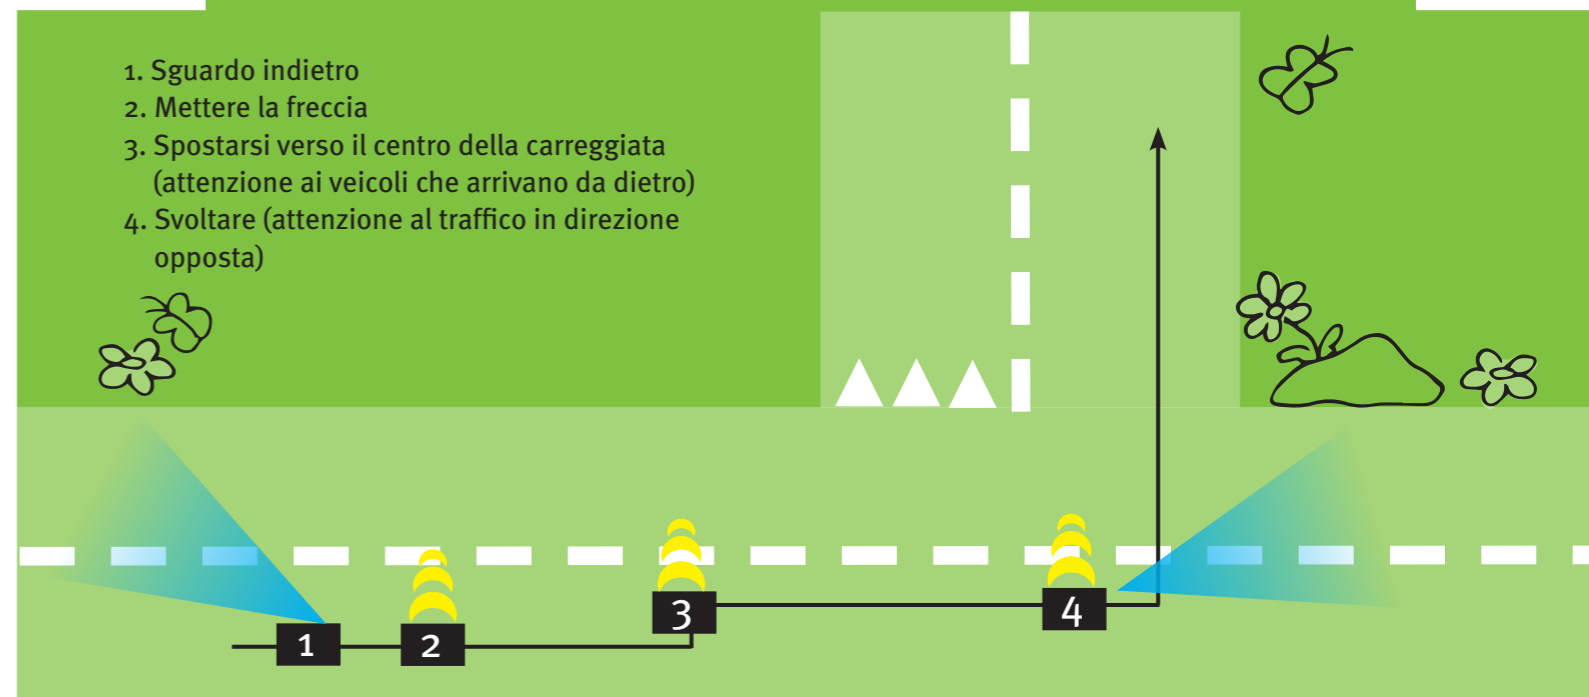 1. Sguardo indietro
2. Mettere la freccia
3. Spostarsi verso il centro della carreggiata
(attenzione ai veicoli che arrivano da dietro)
4. Svoltare (attenzione al traffico in direzione
opposta)
1
2
3
4